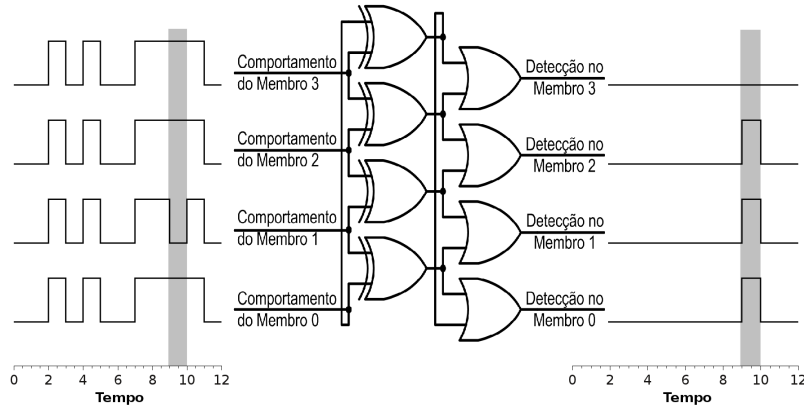 Comportamento
do Membro 3
Detecção no
Membro 3
Comportamento
do Membro 2
Detecção no
Membro 2
Comportamento
do Membro 1
Detecção no
Membro 1
Comportamento
do Membro 0
Detecção no
Membro 0
0 2 4 6 8 10 12
Tempo
0 2 4 6 8 10 12
Tempo